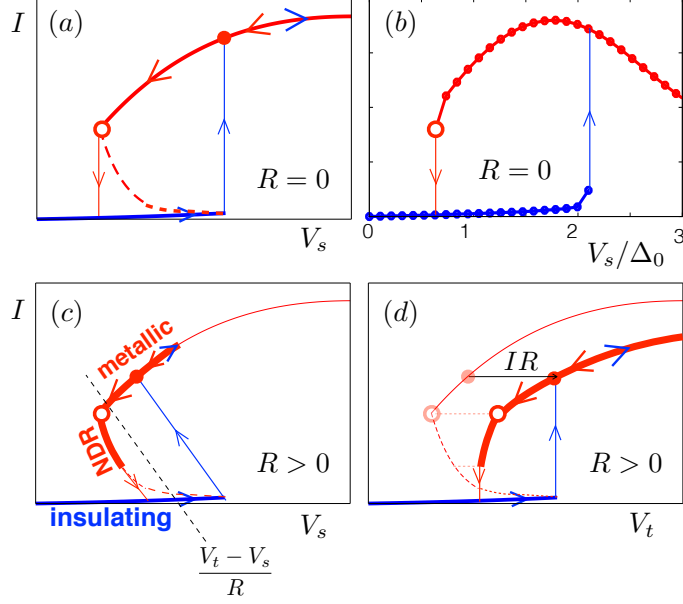 I (a)
R = 0
V_s
(b)
R = 0
0 1 2 3
V_s/Δ_0
I (c)
metallic
NDR
R > 0
insulating
V_s
V_t − V_s
R
(d)
IR
R > 0
V_t